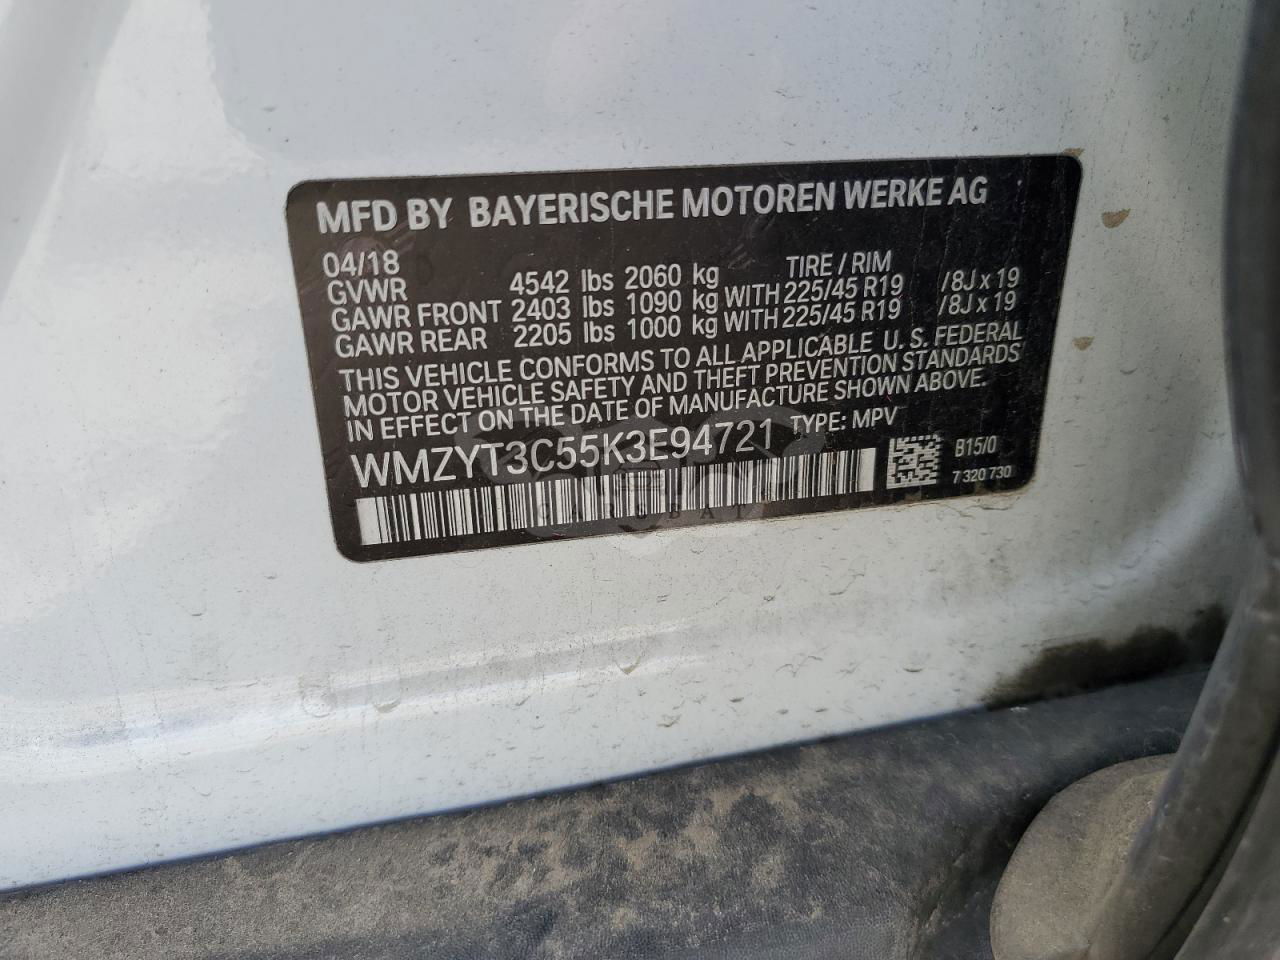 MFD BY BAYERISCHE MOTOREN WERKE AG
04/18 TIRE / RIM
GVWR 4542 lbs 2060 kg
GAWR FRONT 2403 lbs 1090 kg WITH 225/45 R19 /8J x 19
GAWR REAR 2205 lbs 1000 kg WITH 225/45 R19 /8J x 19
THIS VEHICLE CONFORMS TO ALL APPLICABLE U. S. FEDERAL
MOTOR VEHICLE SAFETY AND THEFT PREVENTION STANDARDS
IN EFFECT ON THE DATE OF MANUFACTURE SHOWN ABOVE.
WMZYT3C55K3E94721 TYPE: MPV
B15/0
7 320 730